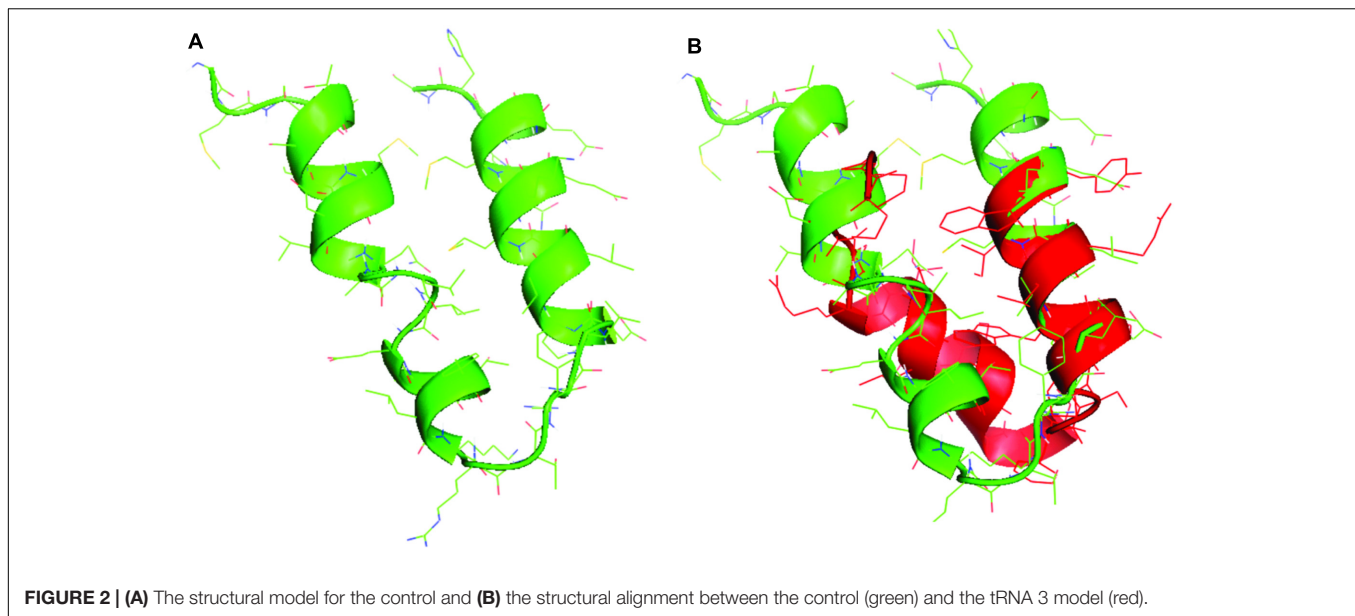 A
B
FIGURE 2 | (A) The structural model for the control and (B) the structural alignment between the control (green) and the tRNA 3 model (red).